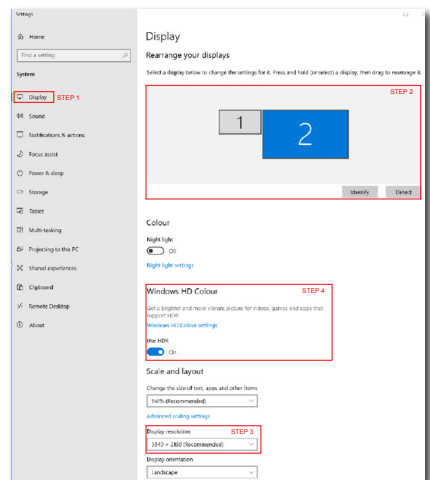 Settings
Home
Find a setting
System
Display STEP 1
Sound
Notifications & actions
Focus assist
Power & sleep
Storage
Tablet
Multi-tasking
Projecting to this PC
Shared experiences
Clipboard
Remote Desktop
About
Display
Rearrange your displays
Select a display below to change the settings for it. Press and hold (or select) a display, then drag to rearrange it.
STEP 2
1 2
Identify Detect
Colour
Night light
Off
Night light settings
Windows HD Colour STEP 4
Get a brighter and more vibrant picture for videos, games and apps that
support HDR
Windows HD Colour settings
Use HDR
On
Scale and layout
Change the size of text, apps and other items
150% (Recommended)
Advanced scaling settings
Display resolution STEP 3
3840 × 2160 (Recommended)
Display orientation
Landscape